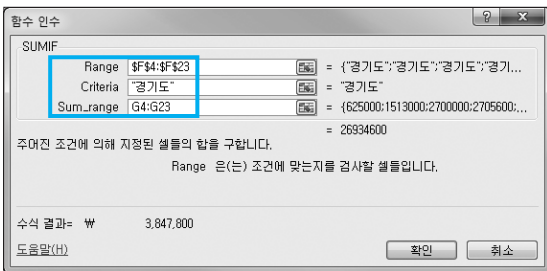 함수 인수
SUMIF
Range $F$4:$F$23 = {"경기도";"경기도";"경기도";"경기...
Criteria "경기도" = "경기도"
Sum_range G4:G23 = {625000;1513000;2700000;2705600;...
= 26934600
주어진 조건에 의해 지정된 셀들의 합을 구합니다.
Range 은(는) 조건에 맞는지를 검사할 셀들입니다.
수식 결과= ₩ 3,847,800
도움말(H)
확인 취소